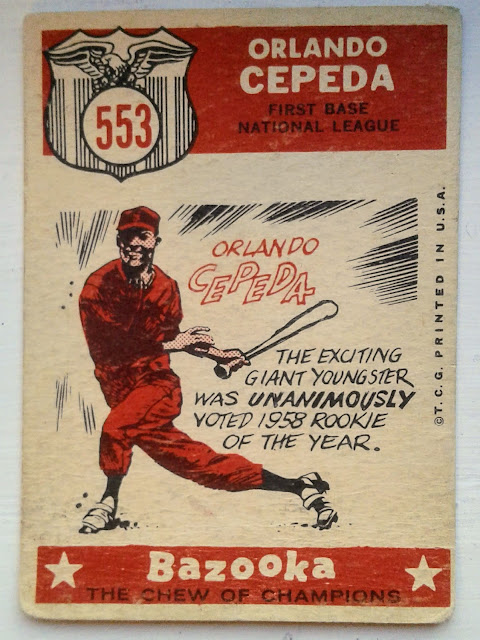 ORLANDO
CEPEDA
FIRST BASE
NATIONAL LEAGUE
553
ORLANDO
CEPEDA
THE EXCITING
GIANT YOUNGSTER
WAS UNANIMOUSLY
VOTED 1958 ROOKIE
OF THE YEAR.
©T.C.G. PRINTED IN U.S.A.
Bazooka
THE CHEW OF CHAMPIONS